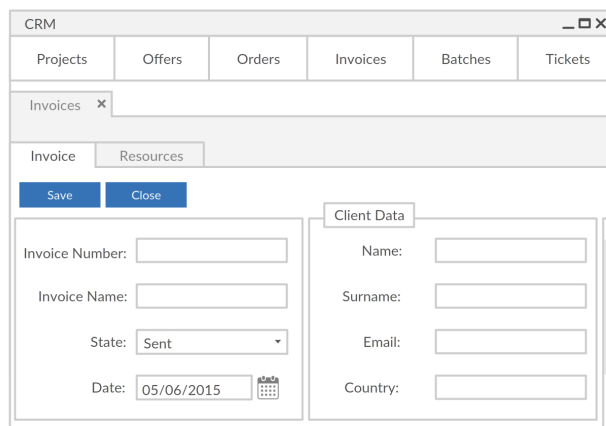 CRM
Projects Offers Orders Invoices Batches Tickets
Invoices
Invoice Resources
Save Close
Client Data
Invoice Number: Name:
Invoice Name: Surname:
State: Sent Email:
Date: 05/06/2015 Country: